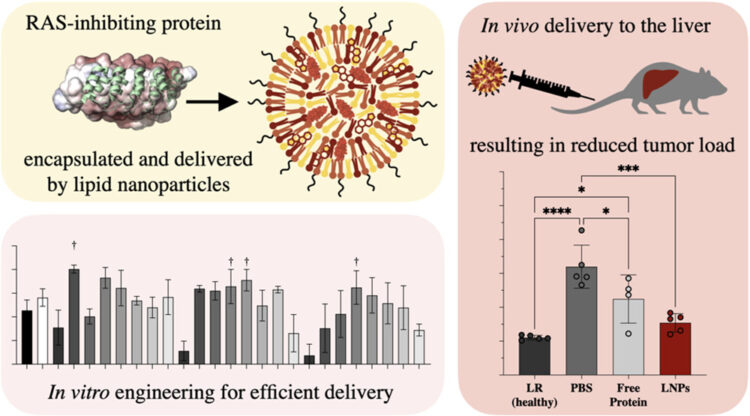 RAS-inhibiting protein
encapsulated and delivered
by lipid nanoparticles
†
† †
†
In vitro engineering for efficient delivery
In vivo delivery to the liver
resulting in reduced tumor load
***
*
**** *
LR
(healthy)
PBS
Free
Protein
LNPs